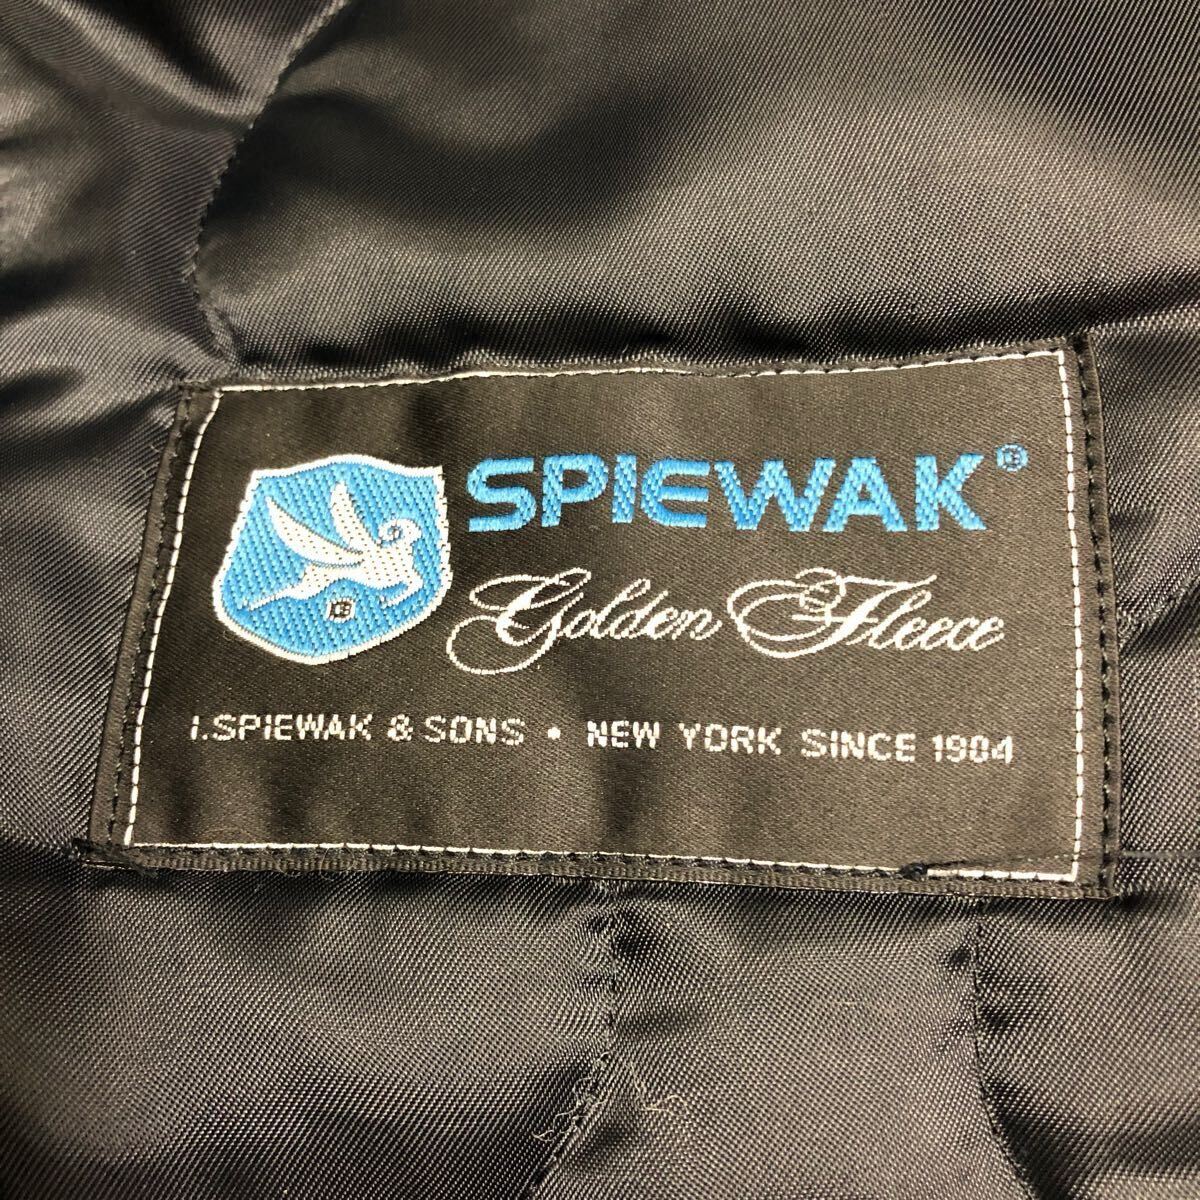 SPIEWAK®
Golden Fleece
I.SPIEWAK & SONS • NEW YORK SINCE 1904